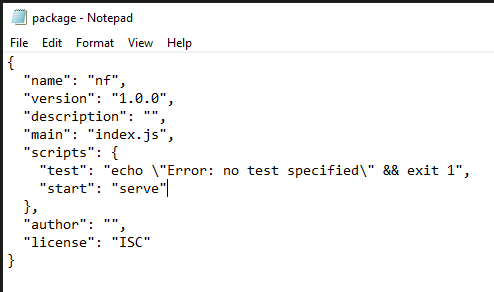 package - Notepad
File Edit Format View Help
{
  "name": "nf",
  "version": "1.0.0",
  "description": "",
  "main": "index.js",
  "scripts": {
    "test": "echo \"Error: no test specified\" && exit 1",
    "start": "serve"
  },
  "author": "",
  "license": "ISC"
}